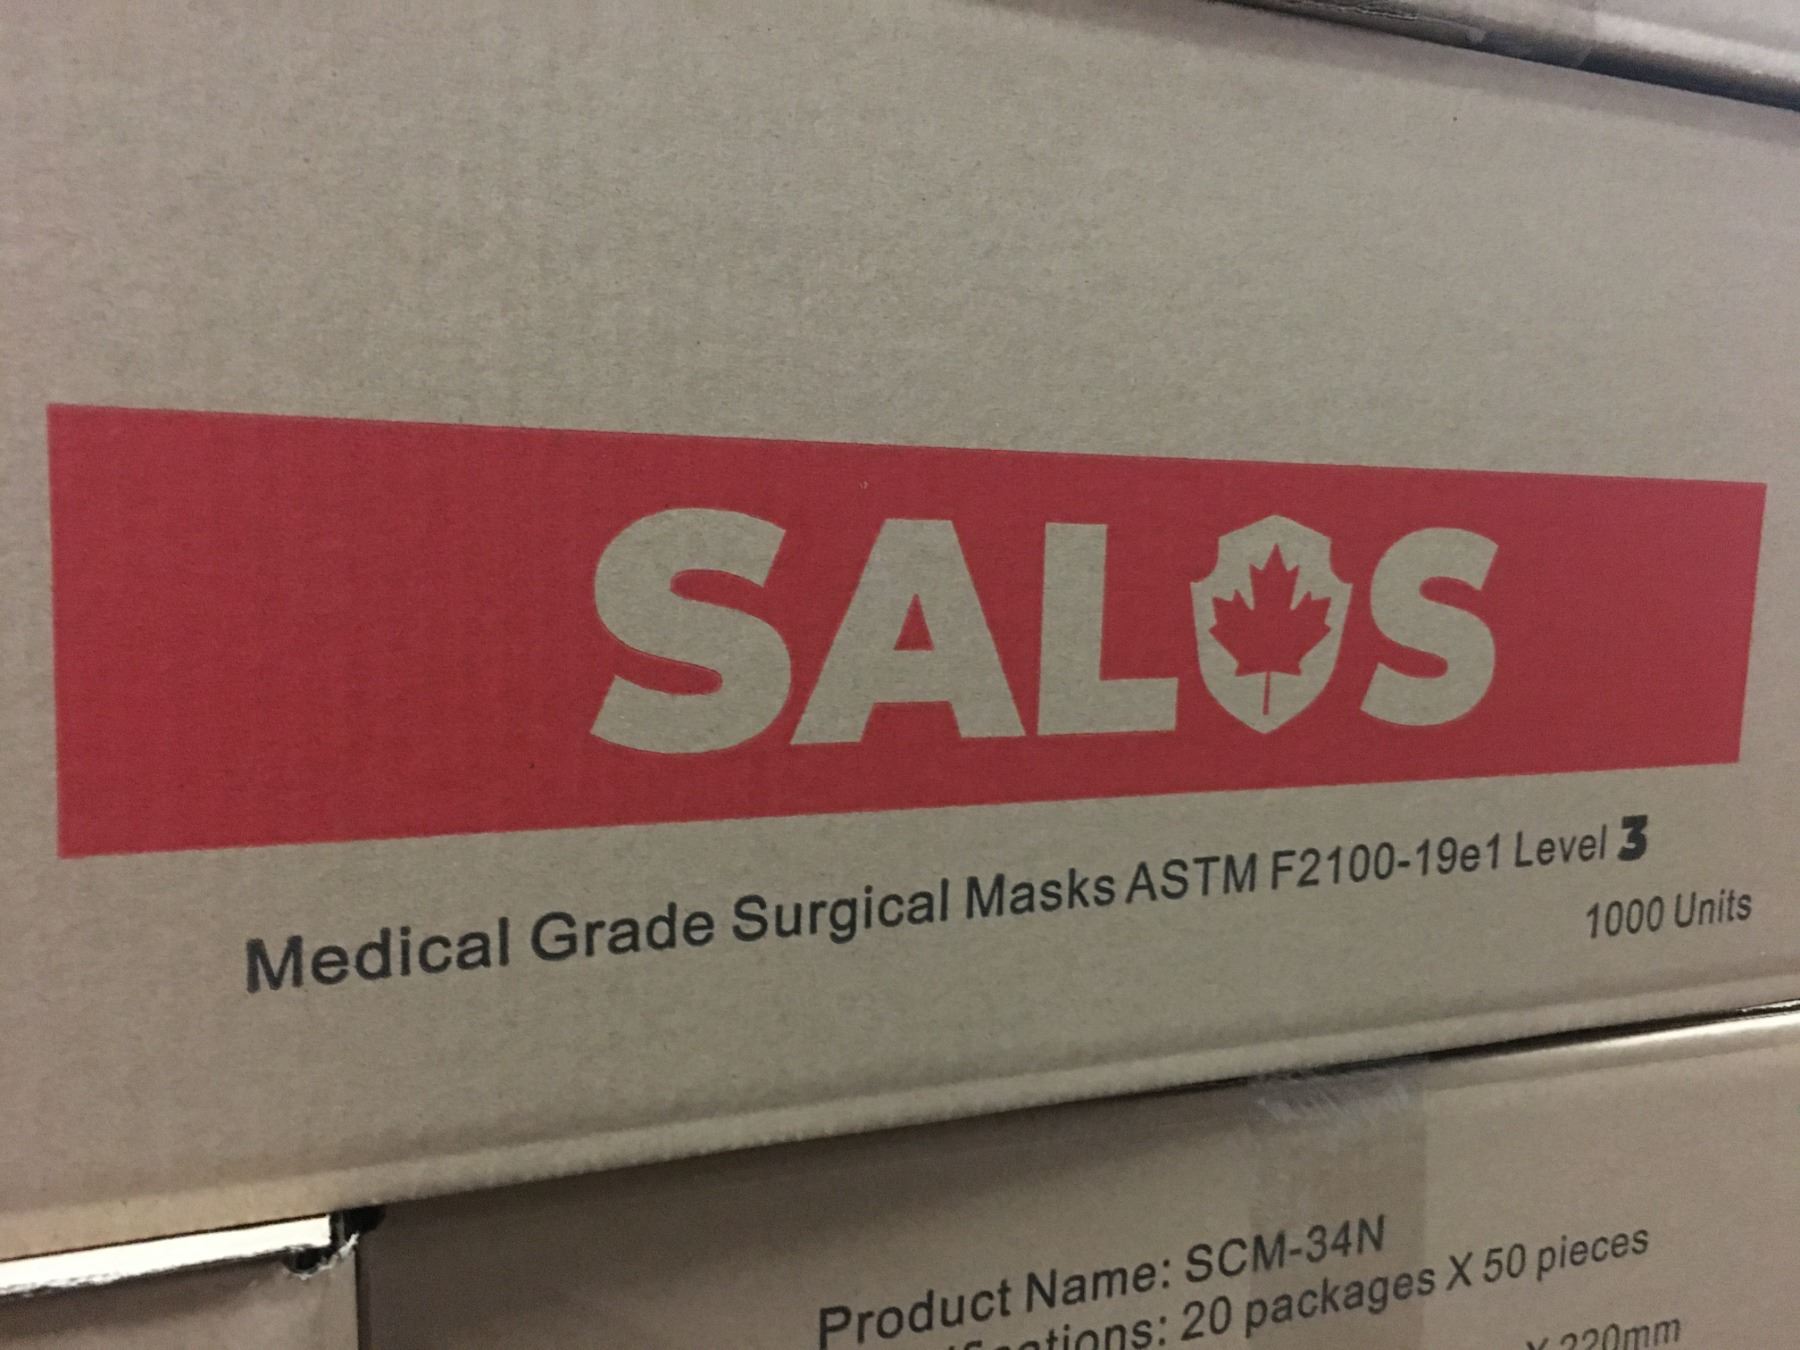 SALOS
Medical Grade Surgical Masks ASTM F2100-19e1 Level 3
1000 Units
Product Name: SCM-34N
20 packages X 50 pieces
X 220mm